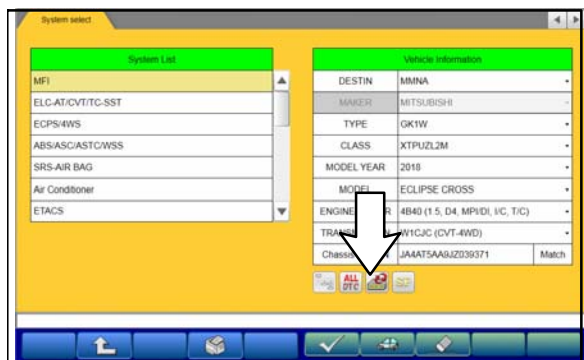 System select
System List
MFI
ELC-AT/CVT/TC-SST
ECPS/4WS
ABS/ASC/ASTC/WSS
SRS-AIR BAG
Air Conditioner
ETACS
Vehicle Information
DESTIN MMNA
MAKER MITSUBISHI
TYPE GK1W
CLASS XTPUZL2M
MODEL YEAR 2018
MODEL ECLIPSE CROSS
ENGINE R 4B40 (1.5, D4, MPI/DI, I/C, T/C)
TRANSM N W1CJC (CVT-4WD)
Chassis N JA4AT5AA9JZ039371 Match
ALL DTC